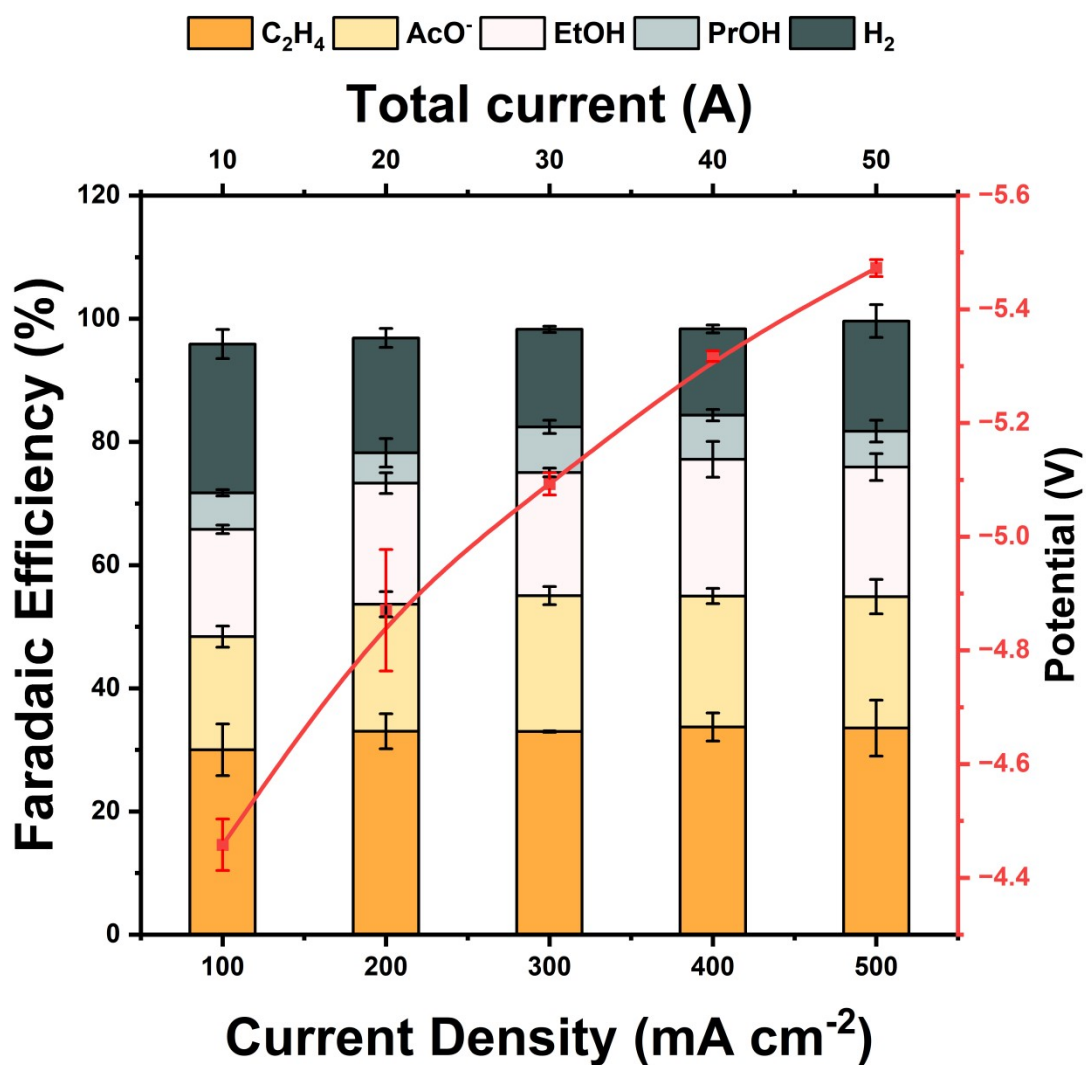 C₂H₄ AcO⁻ EtOH PrOH H₂
Total current (A)
10 20 30 40 50
120
100
80
60
40
20
0
Faradaic Efficiency (%)
−5.6
−5.4
−5.2
−5.0
−4.8
−4.6
−4.4
Potential (V)
100 200 300 400 500
Current Density (mA cm⁻²)